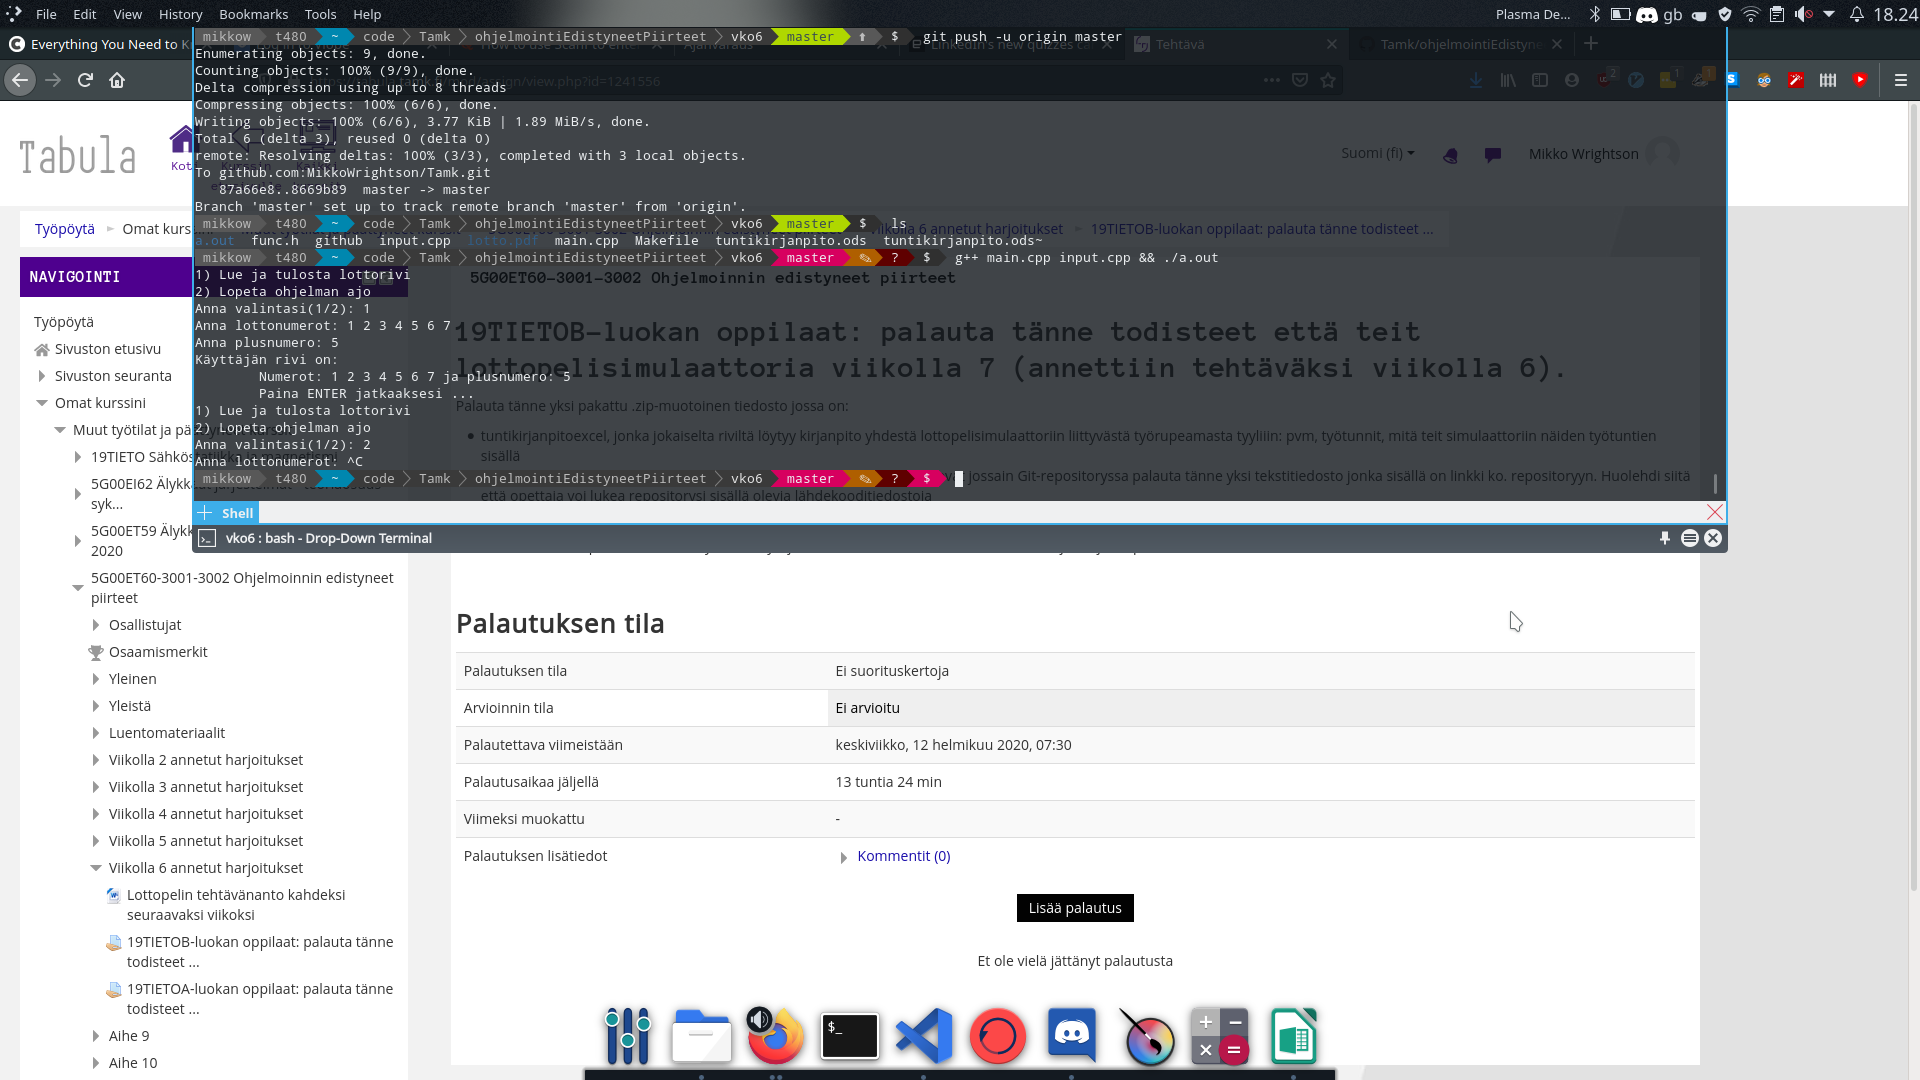 File Edit View History Bookmarks Tools Help
Plasma De... gb 18.24
Everything You Need to K
Tehtävä
Tamk/ohjelmointiEdistyne
mikkow t480 ~ code Tamk ohjelmointiEdistyneetPiirteet vko6 master $ git push -u origin master
Enumerating objects: 9, done.
Counting objects: 100% (9/9), done.
Delta compression using up to 8 threads
Compressing objects: 100% (6/6), done.
Writing objects: 100% (6/6), 3.77 KiB | 1.89 MiB/s, done.
Total 6 (delta 3), reused 0 (delta 0)
remote: Resolving deltas: 100% (3/3), completed with 3 local objects.
To github.com:MikkoWrightson/Tamk.git
87a66e8..8669b89 master -> master
Branch 'master' set up to track remote branch 'master' from 'origin'.
mikkow t480 ~ code Tamk ohjelmointiEdistyneetPiirteet vko6 master $ ls
a.out func.h github input.cpp lotto.pdf main.cpp Makefile tuntikirjanpito.ods tuntikirjanpito.ods~
mikkow t480 ~ code Tamk ohjelmointiEdistyneetPiirteet vko6 master ✎ ? $ g++ main.cpp input.cpp && ./a.out
1) Lue ja tulosta lottorivi
2) Lopeta ohjelman ajo
Anna valintasi(1/2): 1
Anna lottonumerot: 1 2 3 4 5 6 7
Anna plusnumero: 5
Käyttäjän rivi on:
Numerot: 1 2 3 4 5 6 7 ja plusnumero: 5
Paina ENTER jatkaaksesi ...
1) Lue ja tulosta lottorivi
2) Lopeta ohjelman ajo
Anna valintasi(1/2): 2
Anna lottonumerot: ^C
mikkow t480 ~ code Tamk ohjelmointiEdistyneetPiirteet vko6 master ✎ ? $
Shell
vko6 : bash - Drop-Down Terminal
Tabula
Kot
Suomi (fi)
Mikko Wrightson
Työpöytä
Omat kurs
6 annetut harjoitukset
19TIETOB-luokan oppilaat: palauta tänne todisteet ...
NAVIGOINTI
Työpöytä
Sivuston etusivu
Sivuston seuranta
Omat kurssini
Muut työtilat ja pä
19TIETO Sähkös
5G00EI62 Älykkä
syk...
5G00ET59 Älykk
2020
5G00ET60-3001-3002 Ohjelmoinnin edistyneet
piirteet
Osallistujat
Osaamismerkit
Yleinen
Yleistä
Luentomateriaalit
Viikolla 2 annetut harjoitukset
Viikolla 3 annetut harjoitukset
Viikolla 4 annetut harjoitukset
Viikolla 5 annetut harjoitukset
Viikolla 6 annetut harjoitukset
Lottopelin tehtävänanto kahdeksi
seuraavaksi viikoksi
19TIETOB-luokan oppilaat: palauta tänne
todisteet ...
19TIETOA-luokan oppilaat: palauta tänne
todisteet ...
Aihe 9
Aihe 10
5G00ET60-3001-3002 Ohjelmoinnin edistyneet piirteet
19TIETOB-luokan oppilaat: palauta tänne todisteet että teit
lottopelisimulaattoria viikolla 7 (annettiin tehtäväksi viikolla 6).
Palauta tänne yksi pakattu .zip-muotoinen tiedosto jossa on:
tuntikirjanpitoexcel, jonka jokaiselta riviltä löytyy kirjanpito yhdestä lottopelisimulaattoriin liittyvästä työrupeamasta tyyliin: pvm, työtunnit, mitä teit simulaattoriin näiden työtuntien
sisällä
jossain Git-repositoryssa palauta tänne yksi tekstitiedosto jonka sisällä on linkki ko. repositoryyn. Huolehdi siitä
että opettaja voi lukea repositorysi sisällä olevia lähdekooditiedostoja
Palautuksen tila
Palautuksen tila Ei suorituskertoja
Arvioinnin tila Ei arvioitu
Palautettava viimeistään keskiviikko, 12 helmikuu 2020, 07:30
Palautusaikaa jäljellä 13 tuntia 24 min
Viimeksi muokattu -
Palautuksen lisätiedot Kommentit (0)
Lisää palautus
Et ole vielä jättänyt palautusta